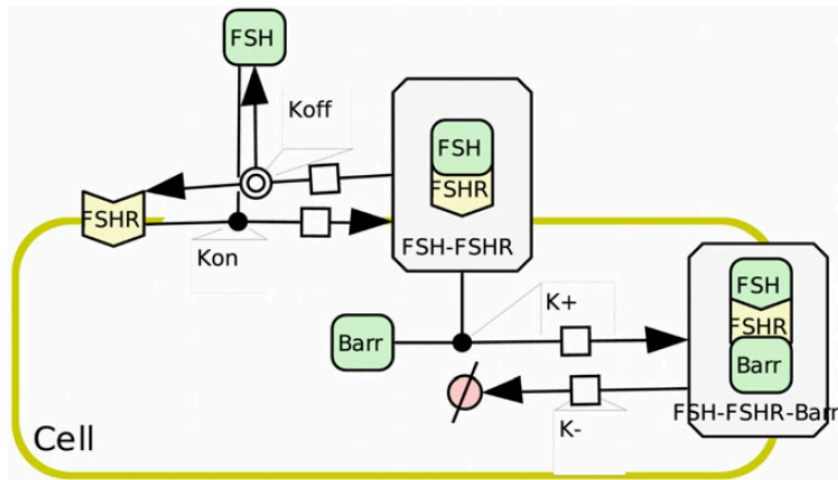 FSH
Koff
FSH
FSHR
FSHR
FSH-FSHR
Kon
FSH
K+
FSHR
Barr
Barr
FSH-FSHR-Barr
K-
Cell